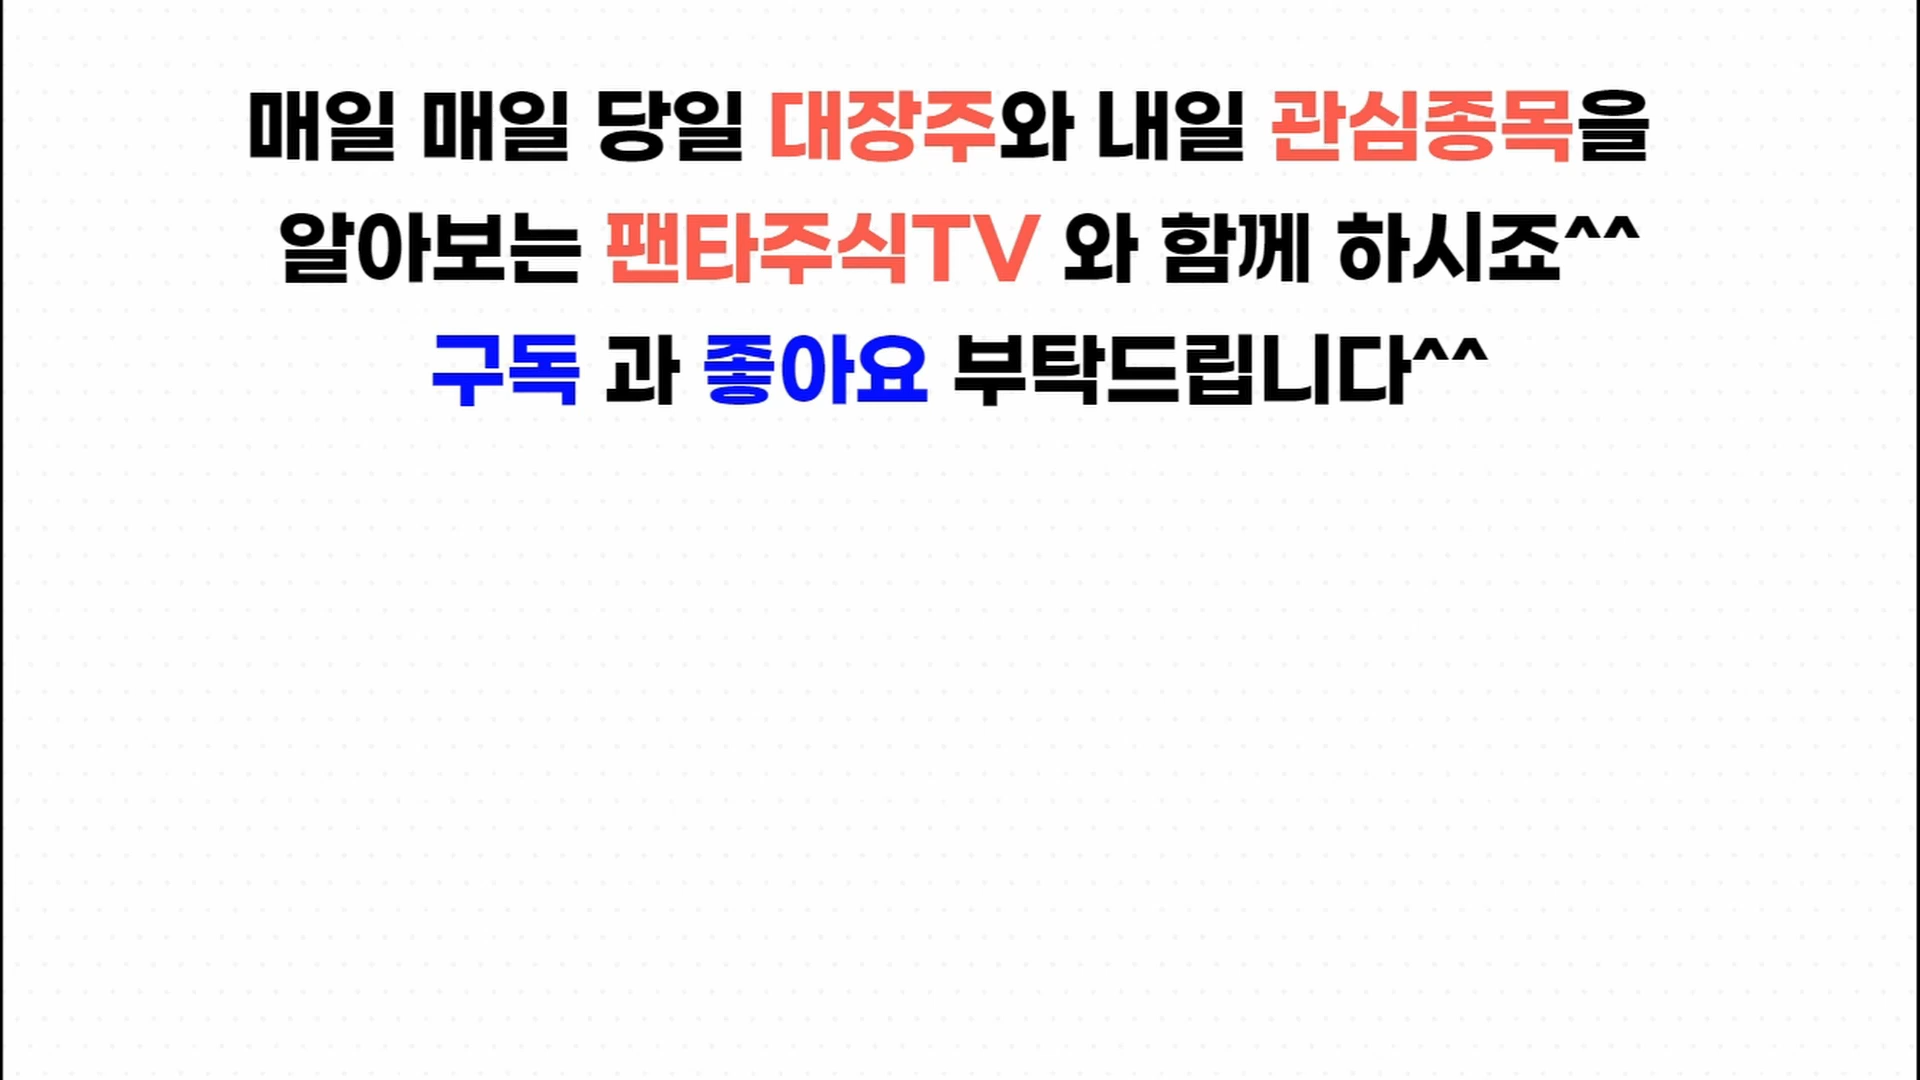 매일 매일 당일 대장주와 내일 관심종목을
알아보는 팬타주식TV 와 함께 하시죠^^
구독 과 좋아요 부탁드립니다^^